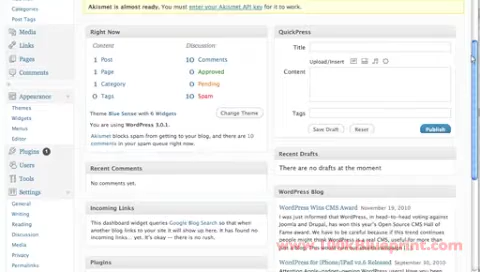 Akismet is almost ready. You must enter your Akismet API key for it to work.
Categories
Post Tags
Media
Links
Pages
Comments
Appearance
Themes
Widgets
Menus
Editor
Plugins 1
Users
Tools
Settings
General
Writing
Reading
Discussion
Media
Privacy
Permalinks
Right Now
Content
Discussion
1 Post
10 Comments
1 Page
0 Approved
1 Category
0 Pending
0 Tags
10 Spam
Theme Blue Sense with 6 Widgets
Change Theme
You are using WordPress 3.0.1.
Akismet blocks spam from getting to your blog, and there are 10
comments in your spam queue right now.
Recent Comments
No comments yet.
Incoming Links
This dashboard widget queries Google Blog Search so that when
another blog links to your site it will show up here. It has found no
incoming links... yet. It's okay — there is no rush.
Plugins
QuickPress
Title
Upload/Insert
Content
Tags
Save Draft
Reset
Publish
Recent Drafts
There are no drafts at the moment
WordPress Blog
WordPress Wins CMS Award November 19, 2010
I was just informed that WordPress, in head-to-head voting against
Joomla and Drupal, has won this year's Open Source CMS Hall of
Fame award. We have to be careful because if this trend continues
people might think WordPress is a real CMS, useful for more than
just a blog
WordPress for iPhone/iPad v2.6 Released September 30, 2010